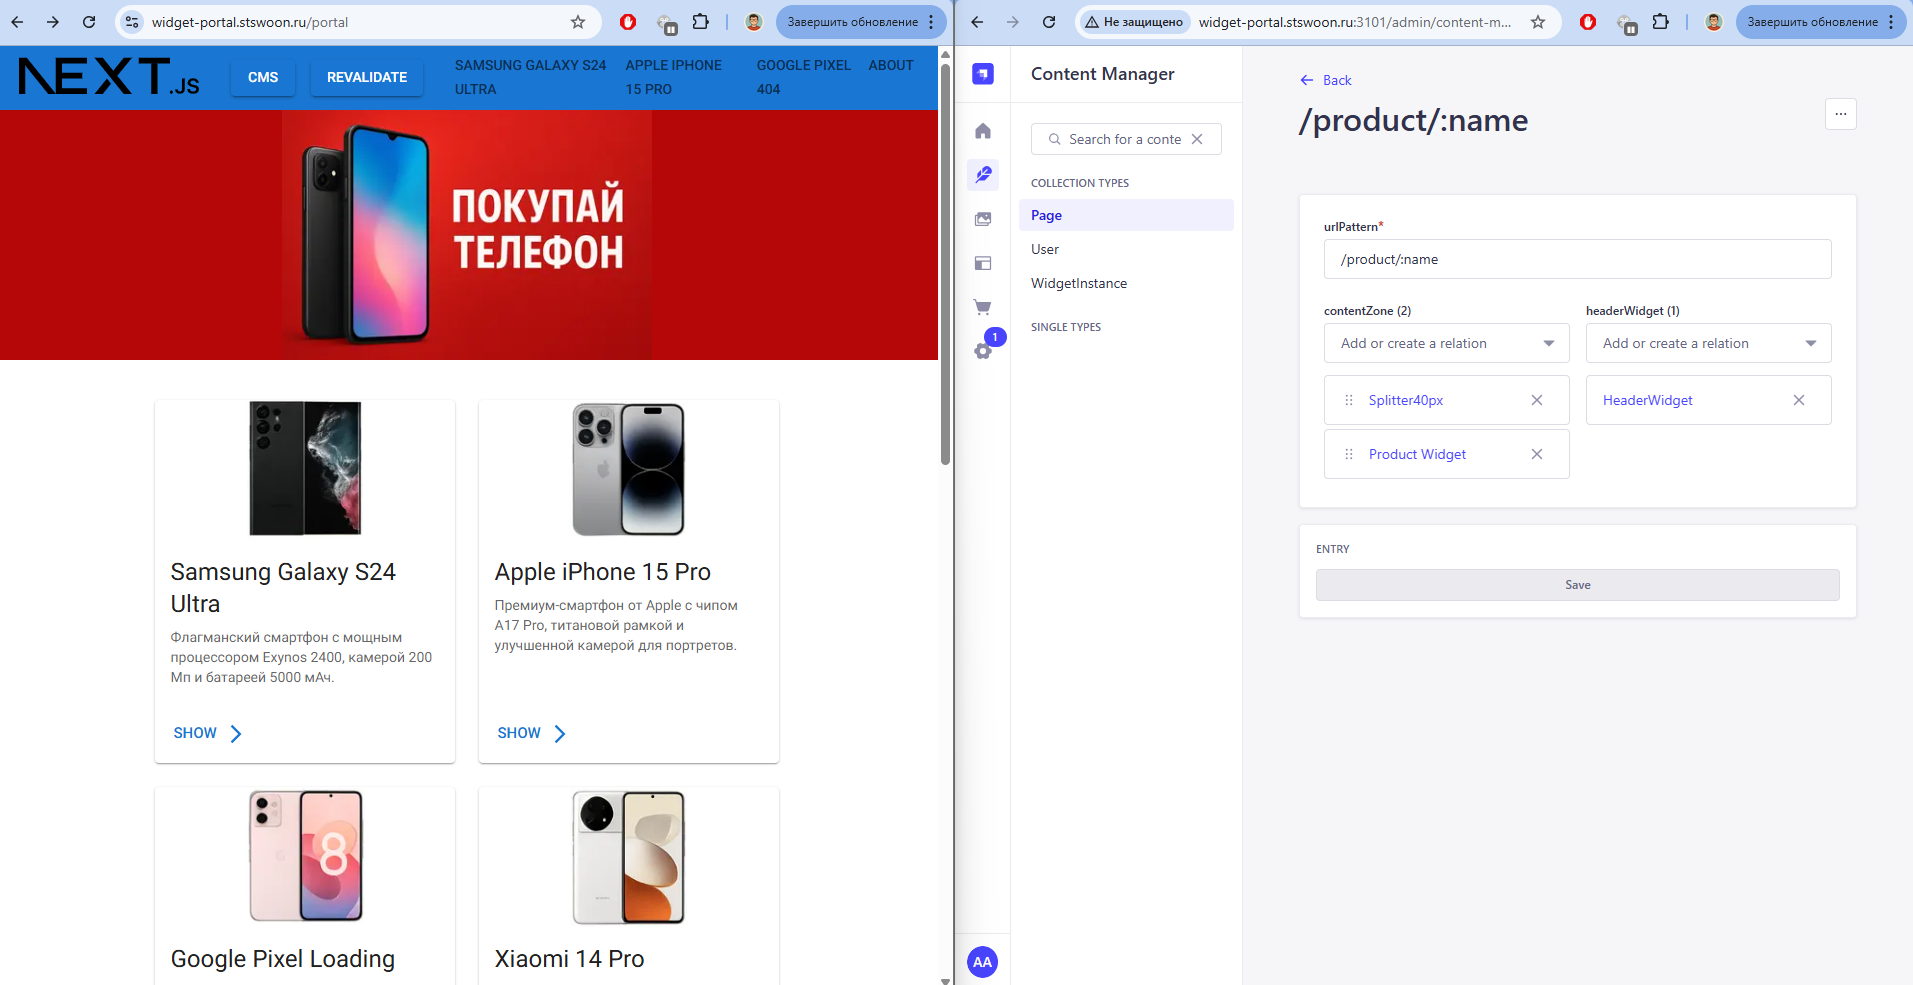 widget-portal.stswoon.ru/portal
Завершить обновление
NEXT.JS
CMS
REVALIDATE
SAMSUNG GALAXY S24
ULTRA
APPLE IPHONE
15 PRO
GOOGLE PIXEL
404
ABOUT
ПОКУПАЙ
ТЕЛЕФОН
Samsung Galaxy S24
Ultra
Флагманский смартфон с мощным
процессором Exynos 2400, камерой 200
Мп и батареей 5000 мАч.
SHOW
Apple iPhone 15 Pro
Премиум-смартфон от Apple с чипом
A17 Pro, титановой рамкой и
улучшенной камерой для портретов.
SHOW
8
Google Pixel Loading
Xiaomi 14 Pro
Не защищено
widget-portal.stswoon.ru:3101/admin/content-m...
Завершить обновление
Content Manager
Search for a conte
COLLECTION TYPES
Page
User
WidgetInstance
SINGLE TYPES
1
AA
Back
/product/:name
...
urlPattern*
/product/:name
contentZone (2)
Add or create a relation
Splitter40px
Product Widget
headerWidget (1)
Add or create a relation
HeaderWidget
ENTRY
Save